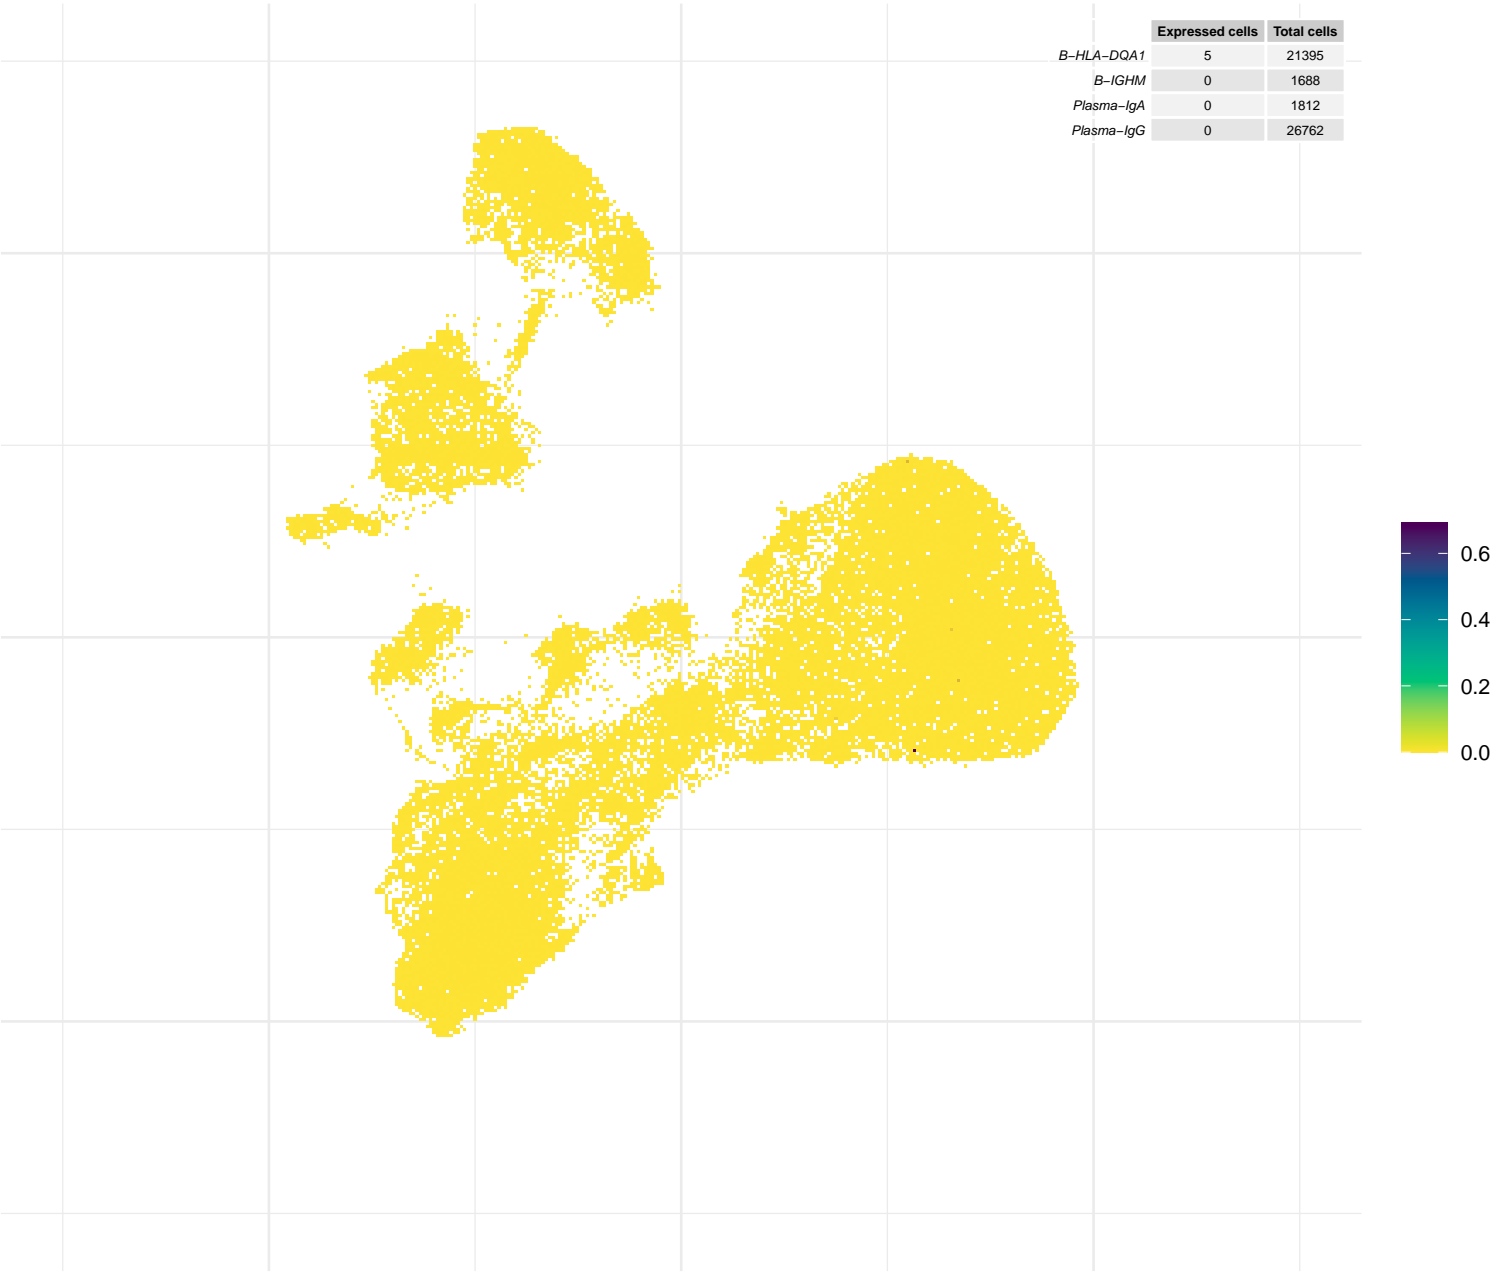 Expressed cells Total cells
B−HLA−DQA1 5 21395
B−IGHM 0 1688
Plasma−IgA 0 1812
Plasma−IgG 0 26762
0.6
0.4
0.2
0.0